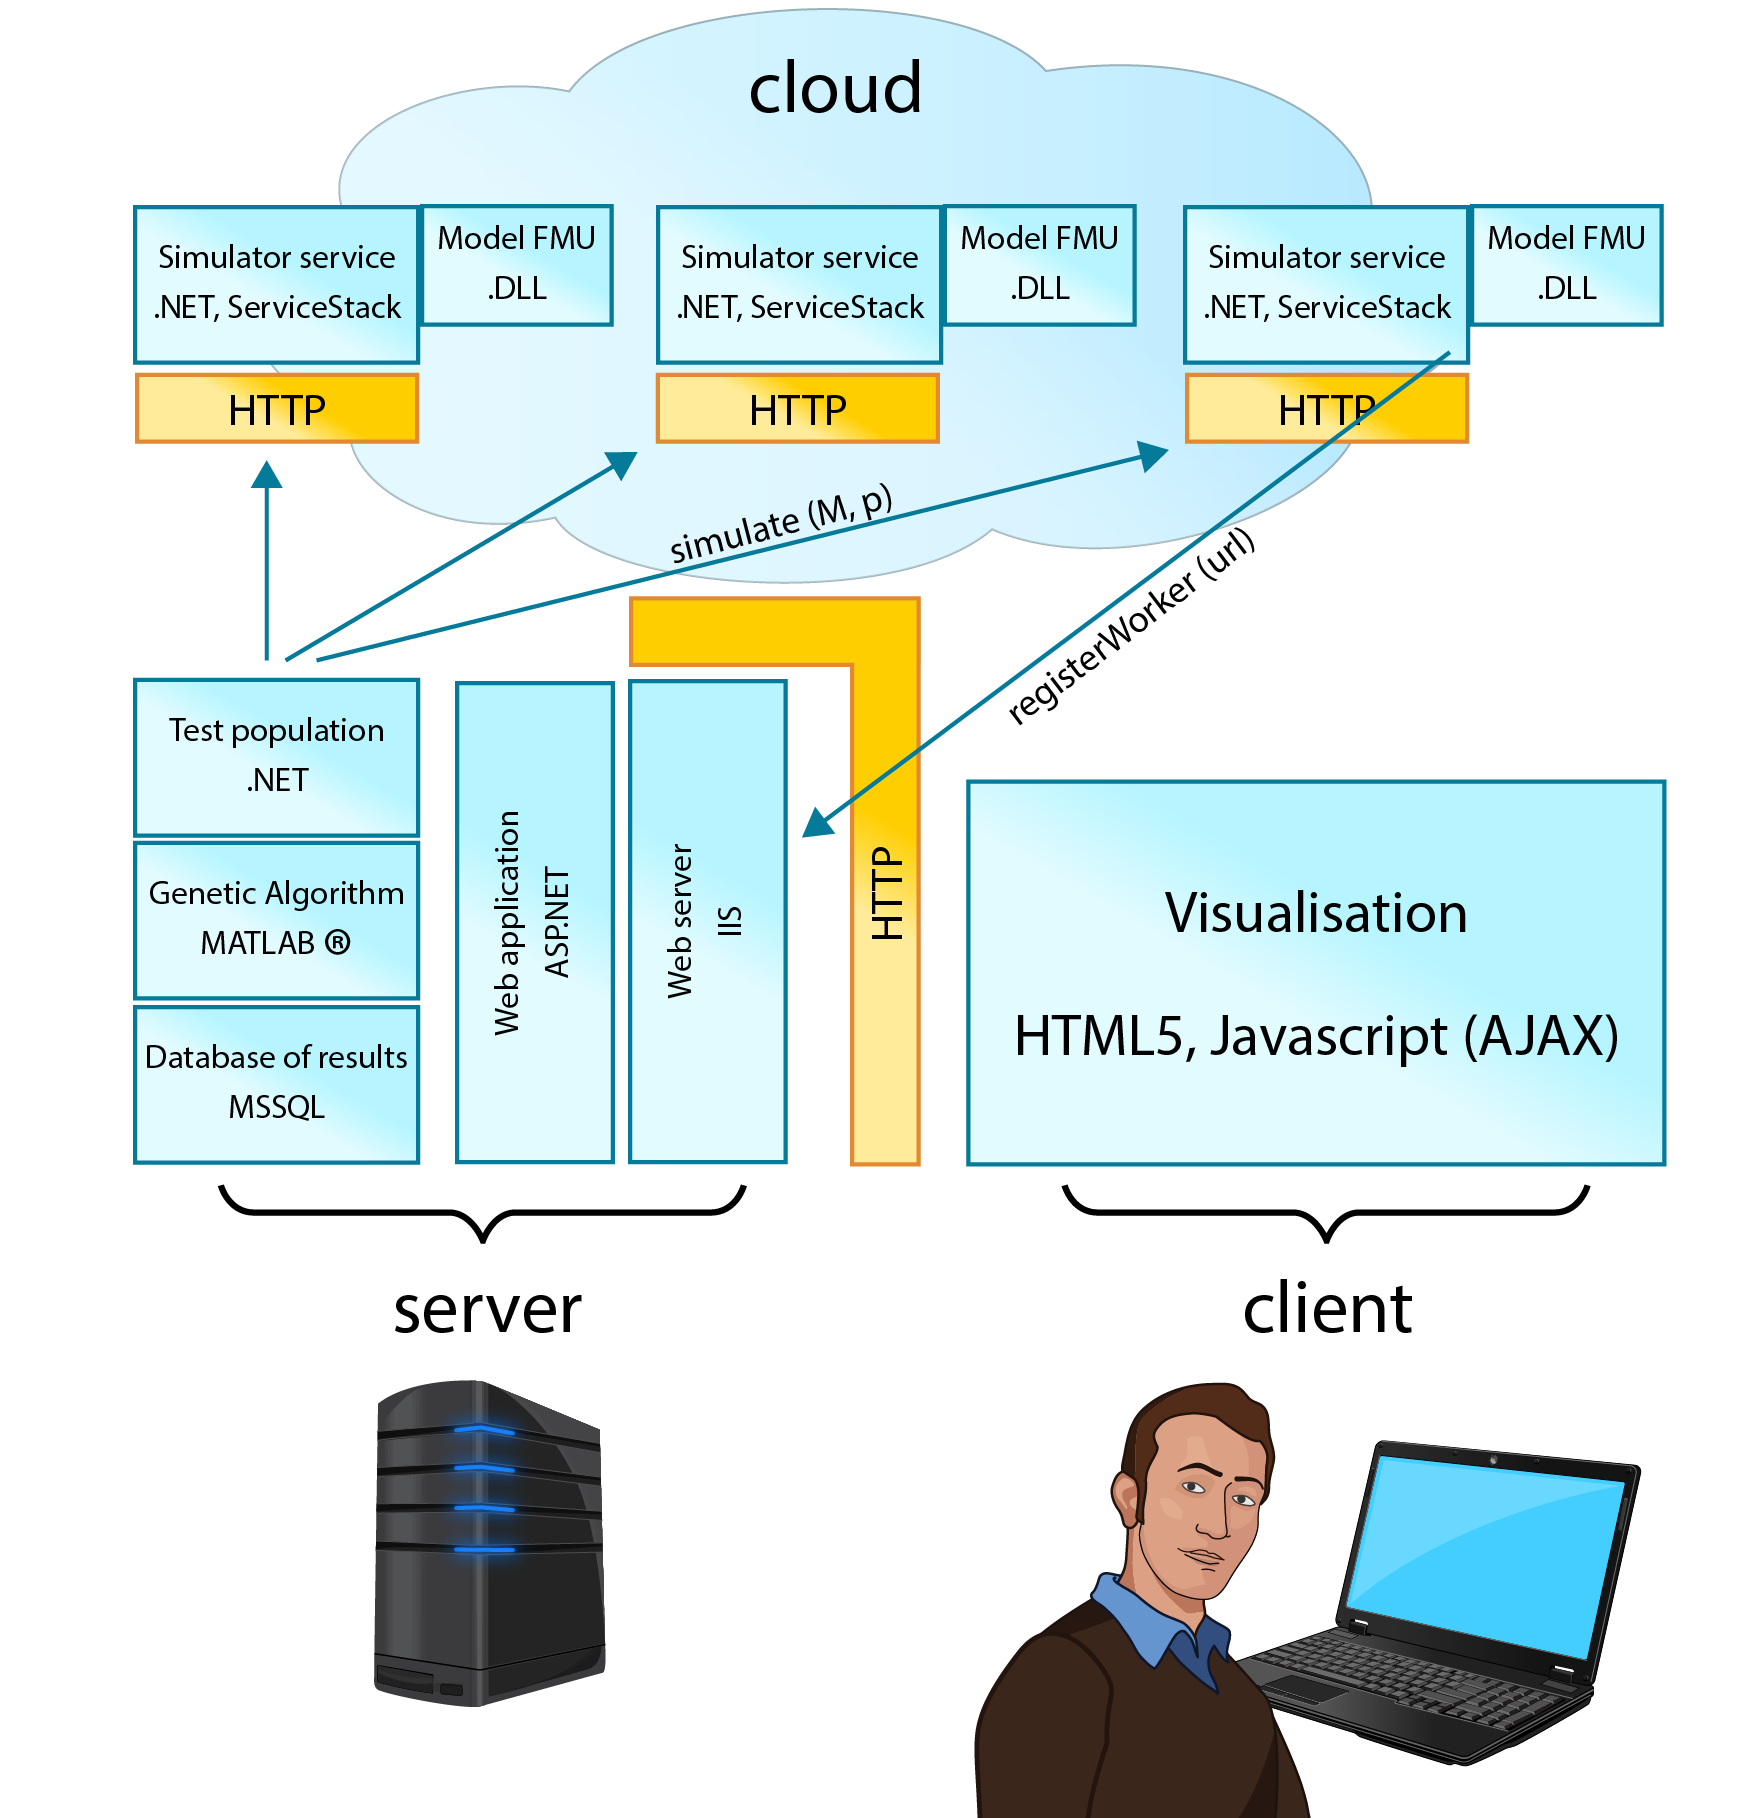 cloud
Simulator service
.NET, ServiceStack
Model FMU
.DLL
Simulator service
.NET, ServiceStack
Model FMU
.DLL
Simulator service
.NET, ServiceStack
Model FMU
.DLL
HTTP
HTTP
HTTP
simulate (M, p)
registerWorker (url)
Test population
.NET
Genetic Algorithm
MATLAB ®
Database of results
MSSQL
Web application
ASP.NET
Web server
IIS
HTTP
Visualisation
HTML5, Javascript (AJAX)
server
client